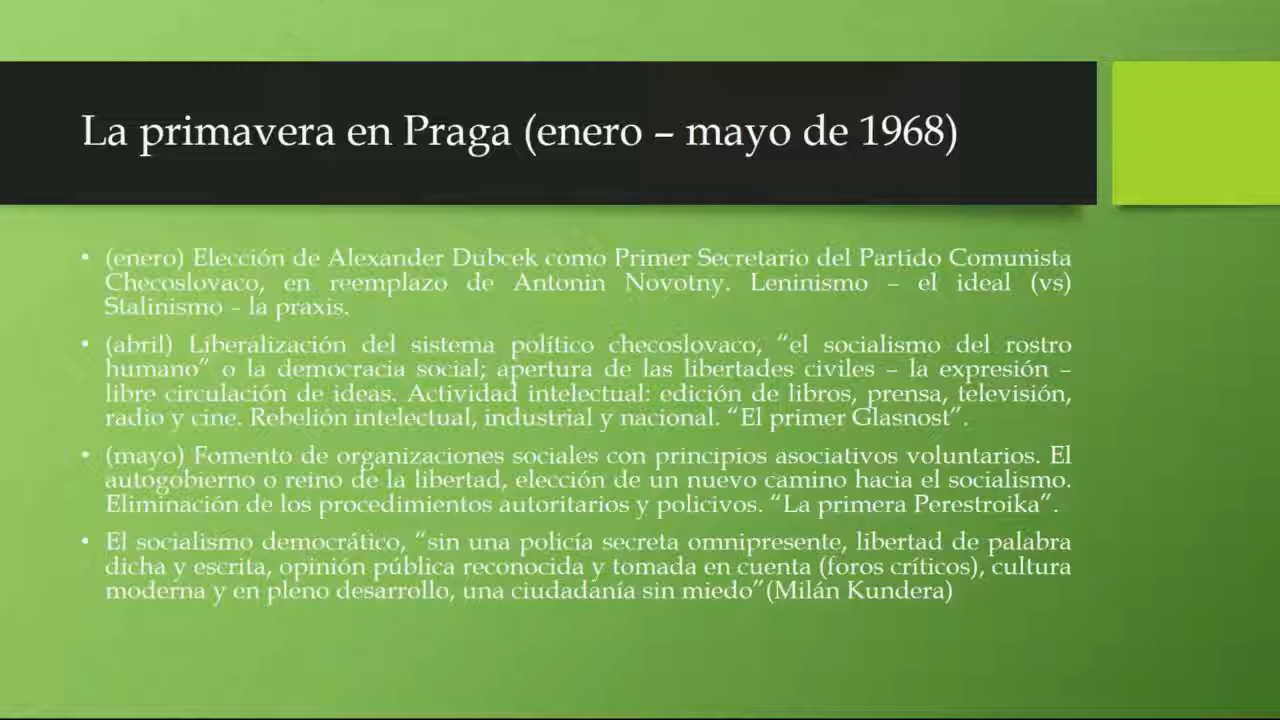 La primavera en Praga (enero – mayo de 1968)
• (enero) Elección de Alexander Dubcek como Primer Secretario del Partido Comunista
Checoslovaco, en reemplazo de Antonin Novotny. Leninismo – el ideal (vs)
Stalinismo - la praxis.
• (abril) Liberalización del sistema político checoslovaco, “el socialismo del rostro
humano” o la democracia social; apertura de las libertades civiles – la expresión –
libre circulación de ideas. Actividad intelectual: edición de libros, prensa, televisión,
radio y cine. Rebelión intelectual, industrial y nacional. “El primer Glasnost”.
• (mayo) Fomento de organizaciones sociales con principios asociativos voluntarios. El
autogobierno o reino de la libertad, elección de un nuevo camino hacia el socialismo.
Eliminación de los procedimientos autoritarios y policivos. “La primera Perestroika”.
• El socialismo democrático, “sin una policía secreta omnipresente, libertad de palabra
dicha y escrita, opinión pública reconocida y tomada en cuenta (foros críticos), cultura
moderna y en pleno desarrollo, una ciudadanía sin miedo”(Milán Kundera)